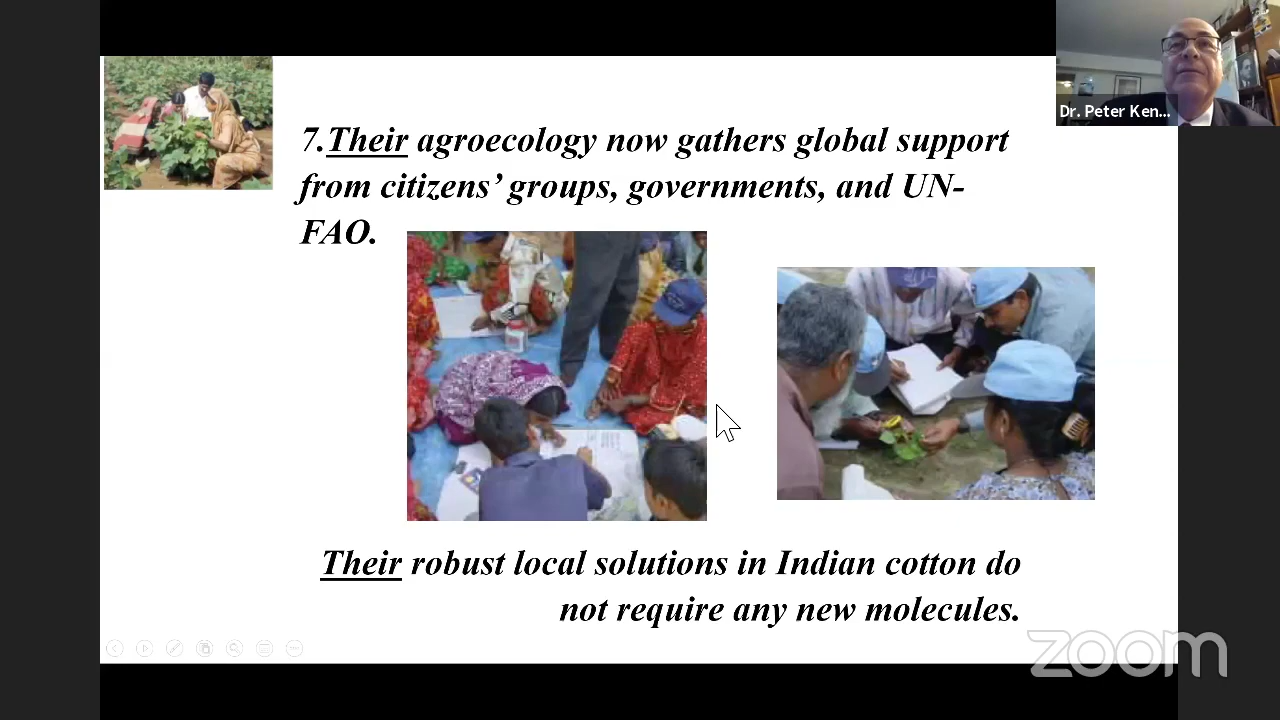 Dr. Peter Ken...
7.Their agroecology now gathers global support
from citizens’ groups, governments, and UN-
FAO.
Their robust local solutions in Indian cotton do
not require any new molecules.
zoom